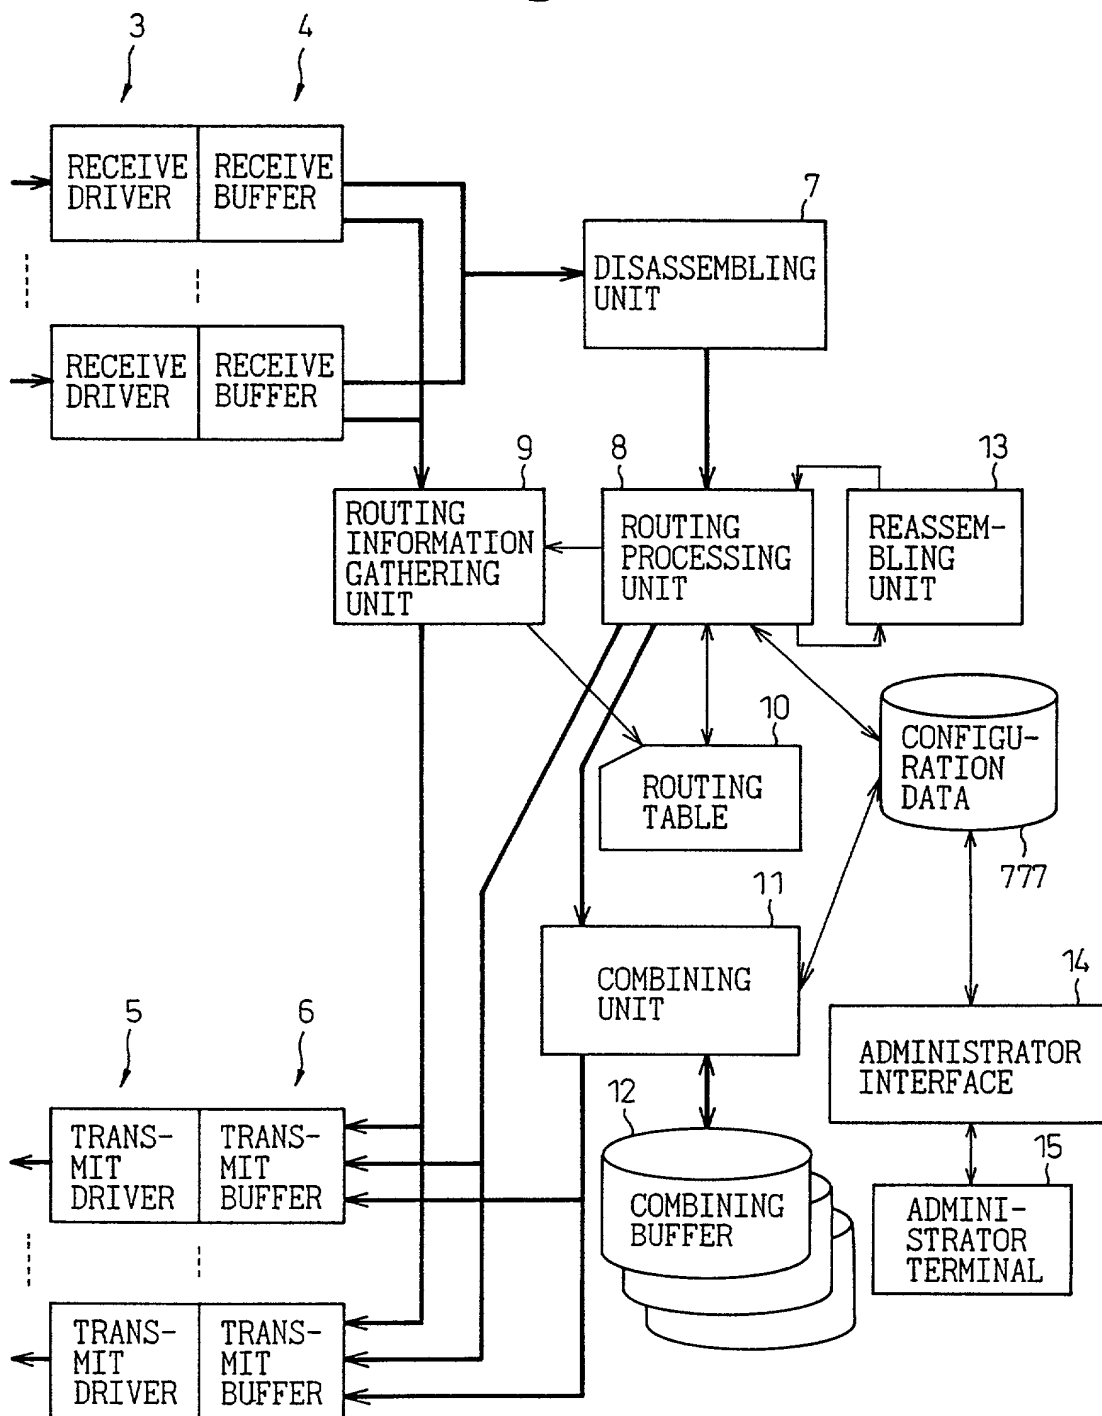 3
4
RECEIVE
DRIVER
RECEIVE
BUFFER
7
DISASSEMBLING
UNIT
RECEIVE
DRIVER
RECEIVE
BUFFER
9
8
13
ROUTING
INFORMATION
GATHERING
UNIT
ROUTING
PROCESSING
UNIT
REASSEM-
BLING
UNIT
10
ROUTING
TABLE
CONFIGU-
RATION
DATA
777
11
COMBINING
UNIT
14
ADMINISTRATOR
INTERFACE
5
6
12
15
TRANS-
MIT
DRIVER
TRANS-
MIT
BUFFER
COMBINING
BUFFER
ADMINI-
STRATOR
TERMINAL
TRANS-
MIT
DRIVER
TRANS-
MIT
BUFFER